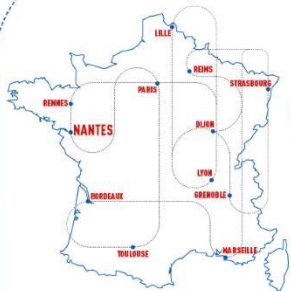 LILLE
REIMS
STRASBOURG
PARIS
RENNES
NANTES
DIJON
LYON
GRENOBLE
BORDEAUX
TOULOUSE
MARSEILLE